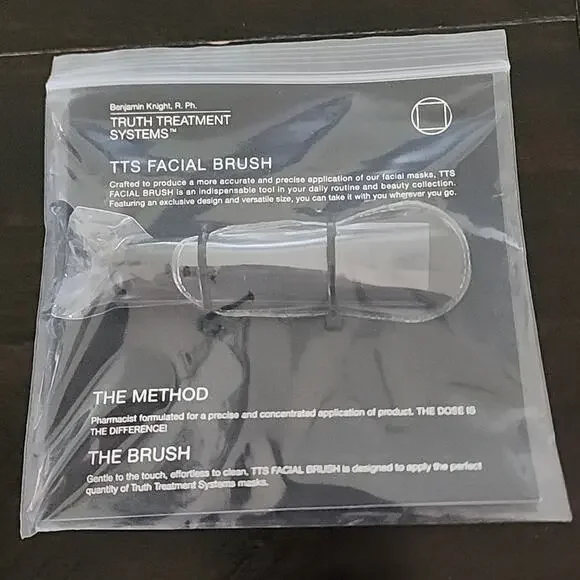 Benjamin Knight, R. Ph.
TRUTH TREATMENT
SYSTEMS™
TTS FACIAL BRUSH
Crafted to produce a more accurate and precise application of our facial masks, TTS
FACIAL BRUSH is an indispensable tool in your daily routine and beauty collection.
Featuring an exclusive design and versatile size, you can take it with you wherever you go.
THE METHOD
Pharmacist formulated for a precise and concentrated application of product. THE DOSE IS
THE DIFFERENCE!
THE BRUSH
Gentle to the touch, effortless to clean, TTS FACIAL BRUSH is designed to apply the perfect
quantity of Truth Treatment Systems masks.